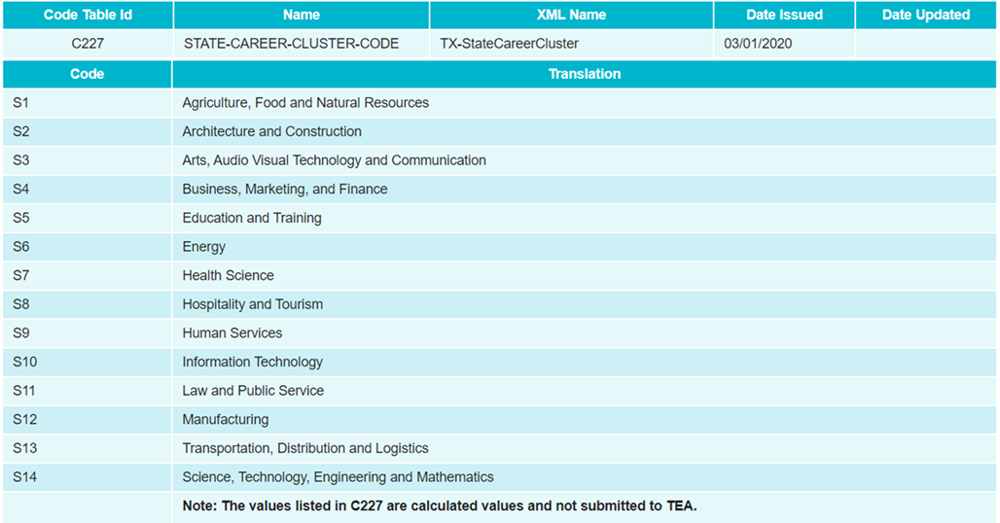 Code Table Id Name XML Name Date Issued Date Updated
C227 STATE-CAREER-CLUSTER-CODE TX-StateCareerCluster 03/01/2020
Code Translation
S1 Agriculture, Food and Natural Resources
S2 Architecture and Construction
S3 Arts, Audio Visual Technology and Communication
S4 Business, Marketing, and Finance
S5 Education and Training
S6 Energy
S7 Health Science
S8 Hospitality and Tourism
S9 Human Services
S10 Information Technology
S11 Law and Public Service
S12 Manufacturing
S13 Transportation, Distribution and Logistics
S14 Science, Technology, Engineering and Mathematics
Note: The values listed in C227 are calculated values and not submitted to TEA.